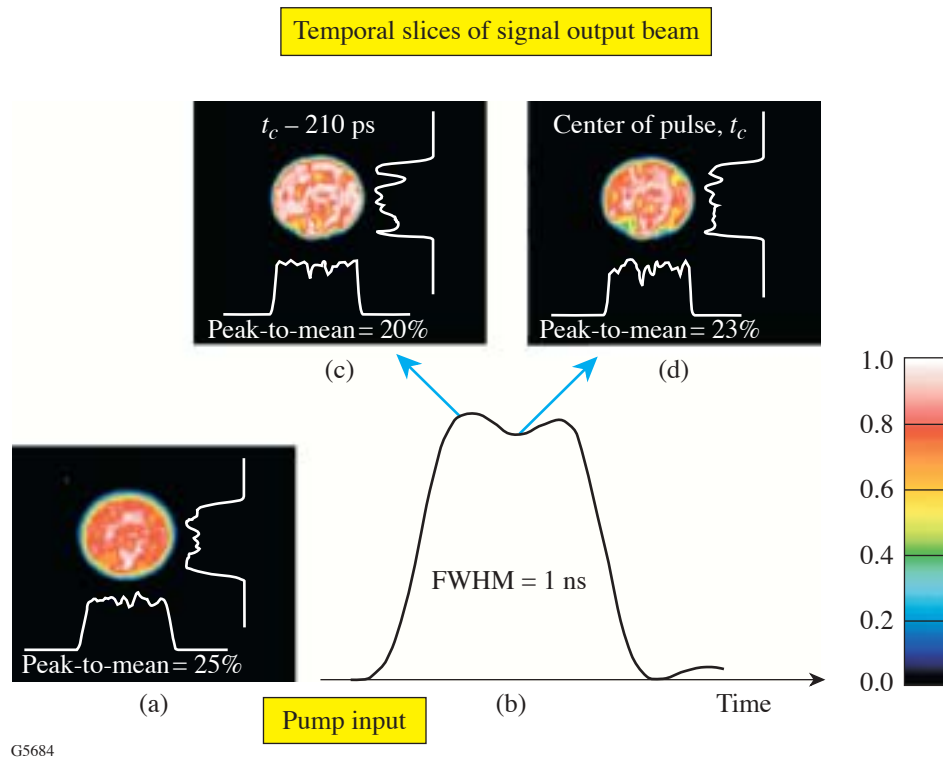 Temporal slices of signal output beam
t_c – 210 ps
Center of pulse, t_c
Peak-to-mean = 20%
Peak-to-mean = 23%
(c)
(d)
1.0
0.8
0.6
0.4
0.2
0.0
FWHM = 1 ns
Peak-to-mean = 25%
(a)
(b)
Time
Pump input
G5684